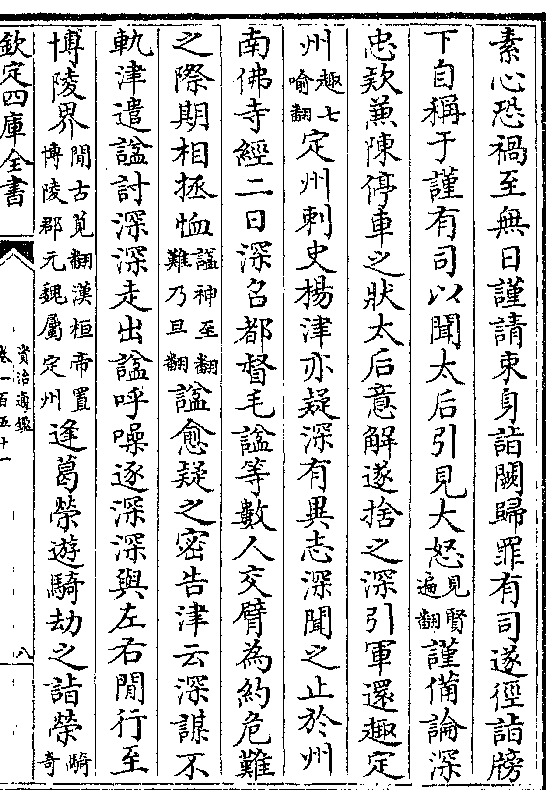 素心恐禍至無日謹請束身詣闕歸罪有司遂徑詣牓
下自稱于謹有司以聞太后引見大怒見賢遍翻謹備論深
忠欵兼陳停車之狀太后意解遂捨之深引軍還趣定
州趣七喻翻定州刺史楊津亦疑深有異志深聞之止於州
南佛寺經二日深召都督毛諡等數人交臂為約危難
之際期相拯恤諡神至翻難乃旦翻諡愈疑之密告津云深謀不
軌津遣諡討深深走出諡呼噪逐深深與左右閒行至
博陵界閒古莧翻漢桓帝置博陵郡元魏屬定州逢葛榮遊騎劫之詣榮騎奇
欽定四庫全書
資治通鑑
卷一百五十一
八